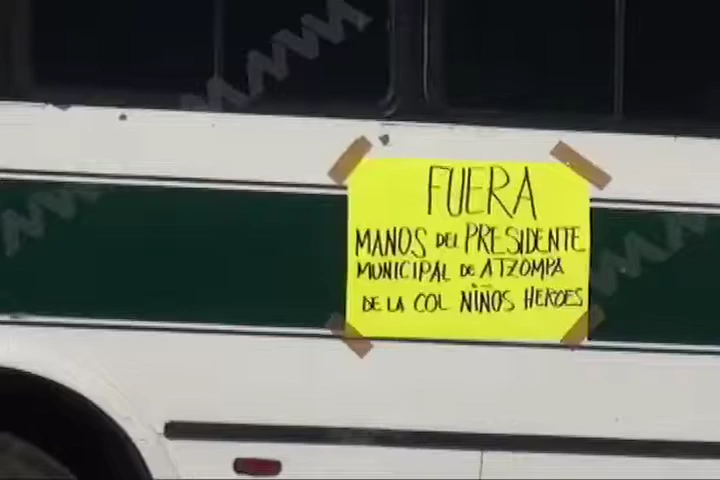 FUERA
MANOS DEL PRESIDENTE
MUNICIPAL DE ATZOMPA
DE LA COL NIÑOS HEROES